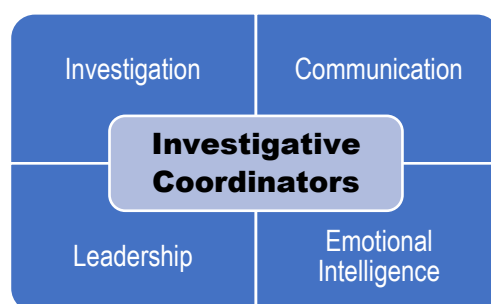 Investigation
Communication
Investigative
Coordinators
Leadership
Emotional
Intelligence